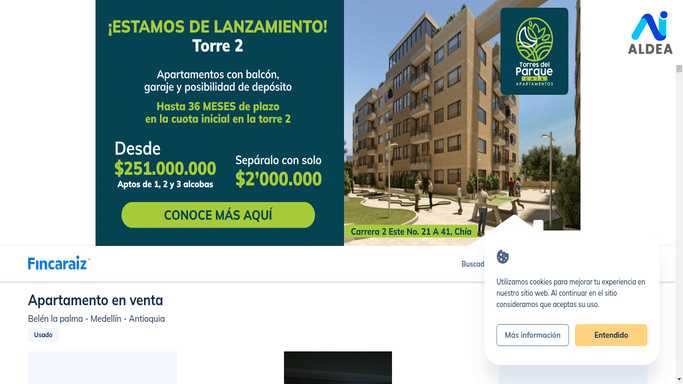 ¡ESTAMOS DE LANZAMIENTO!
Torre 2
Apartamentos con balcón,
garaje y posibilidad de depósito
Hasta 36 MESES de plazo
en la cuota inicial en la torre 2
Desde
$251.000.000
Aptos de 1, 2 y 3 alcobas
Sepáralo con solo
$2'000.000
CONOCE MÁS AQUÍ
Torres del
Parque
CHÍA
APARTAMENTOS
Carrera 2 Este No. 21 A 41, Chía
ALDEA
Fincaraiz
Buscad
Apartamento en venta
Belén la palma - Medellín - Antioquia
Usado
Utilizamos cookies para mejorar tu experiencia en
nuestro sitio web. Al continuar en el sitio
consideramos que aceptas su uso.
Más información
Entendido